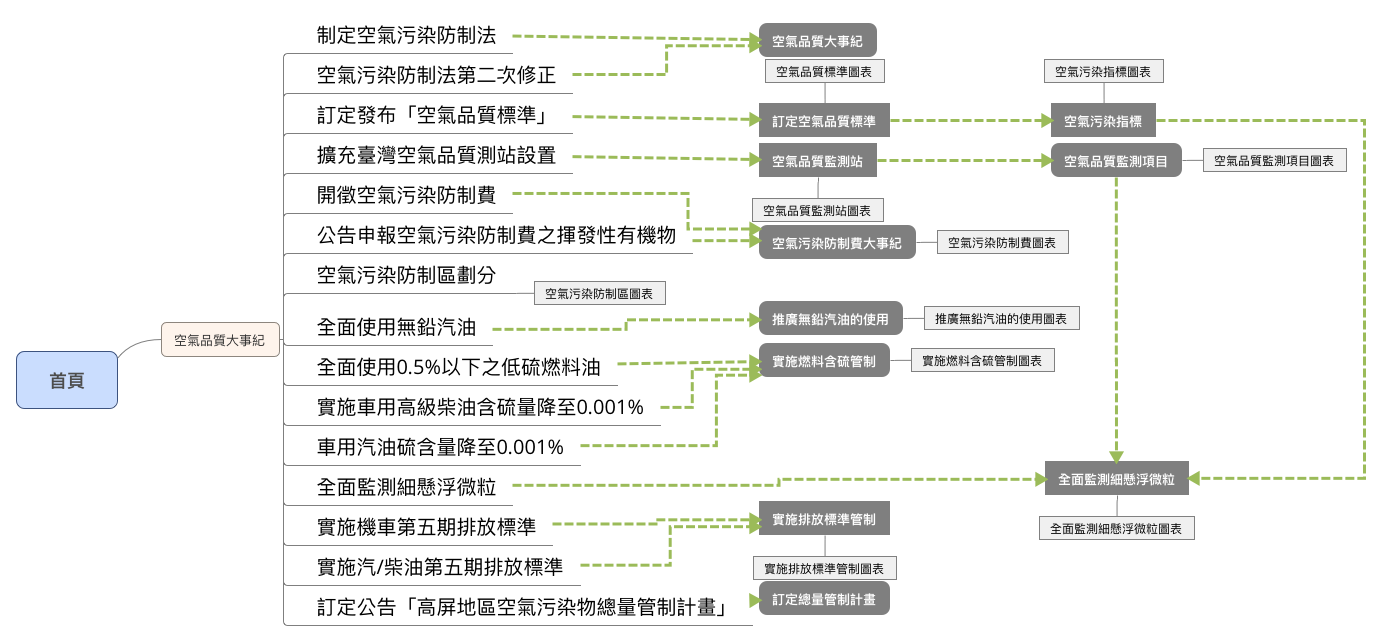 首頁
空氣品質大事紀
制定空氣污染防制法
空氣污染防制法第二次修正
訂定發布「空氣品質標準」
擴充臺灣空氣品質測站設置
開徵空氣污染防制費
公告申報空氣污染防制費之揮發性有機物
空氣污染防制區劃分
空氣污染防制區圖表
全面使用無鉛汽油
全面使用0.5%以下之低硫燃料油
實施車用高級柴油含硫量降至0.001%
車用汽油硫含量降至0.001%
全面監測細懸浮微粒
實施機車第五期排放標準
實施汽/柴油第五期排放標準
訂定公告「高屏地區空氣污染物總量管制計畫」
空氣品質大事紀
空氣品質標準圖表
訂定空氣品質標準
空氣品質監測站
空氣品質監測站圖表
空氣污染防制費大事紀
空氣污染防制費圖表
推廣無鉛汽油的使用
推廣無鉛汽油的使用圖表
實施燃料含硫管制
實施燃料含硫管制圖表
實施排放標準管制
實施排放標準管制圖表
訂定總量管制計畫
空氣污染指標圖表
空氣污染指標
空氣品質監測項目
空氣品質監測項目圖表
全面監測細懸浮微粒
全面監測細懸浮微粒圖表